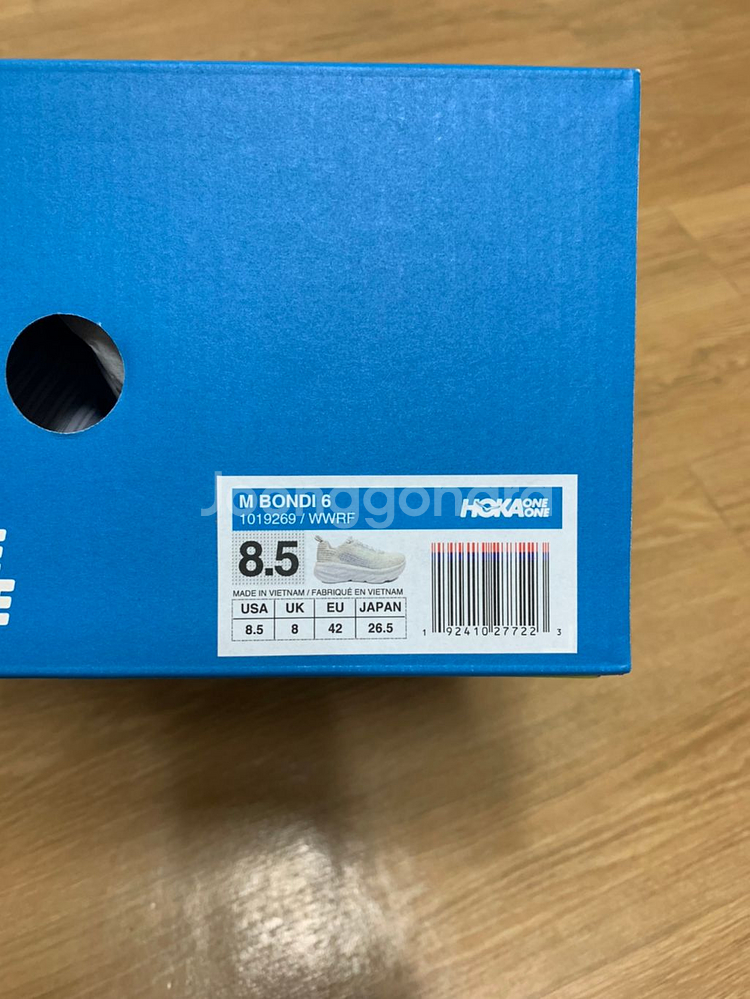 M BONDI 6
1019269 / WWRF
HOKA ONE ONE
8.5
MADE IN VIETNAM / FABRIQUÉ EN VIETNAM
USA UK EU JAPAN
8.5 8 42 26.5
1 92410 27722 3
Joonggonara